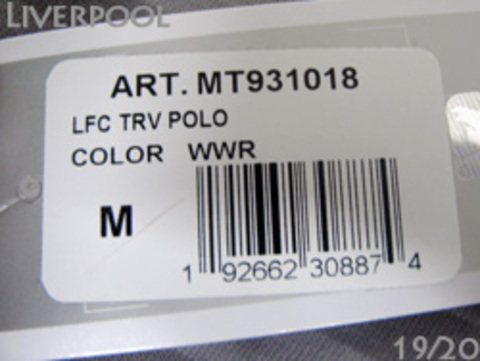 LIVERPOOL
ART. MT931018
LFC TRV POLO
COLOR WWR
M
1 92662 30887 4
19/20